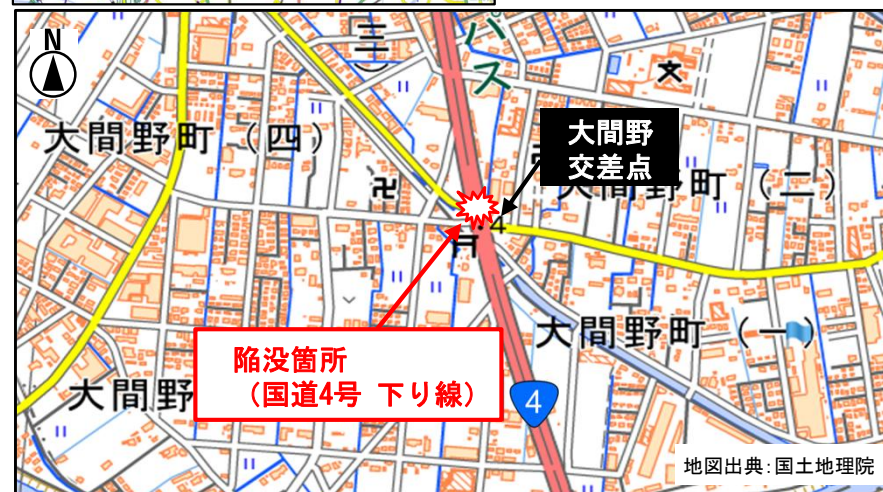 N
三
パス
大間野町(四)
大間野
交差点
大間野町(二)
4
陥没箇所
(国道4号 下り線)
大間野町(一)
大間野
4
地図出典:国土地理院